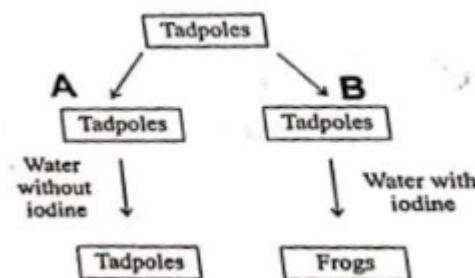 Tadpoles
A
B
Tadpoles
Tadpoles
Water
without
iodine
Water with
iodine
Tadpoles
Frogs